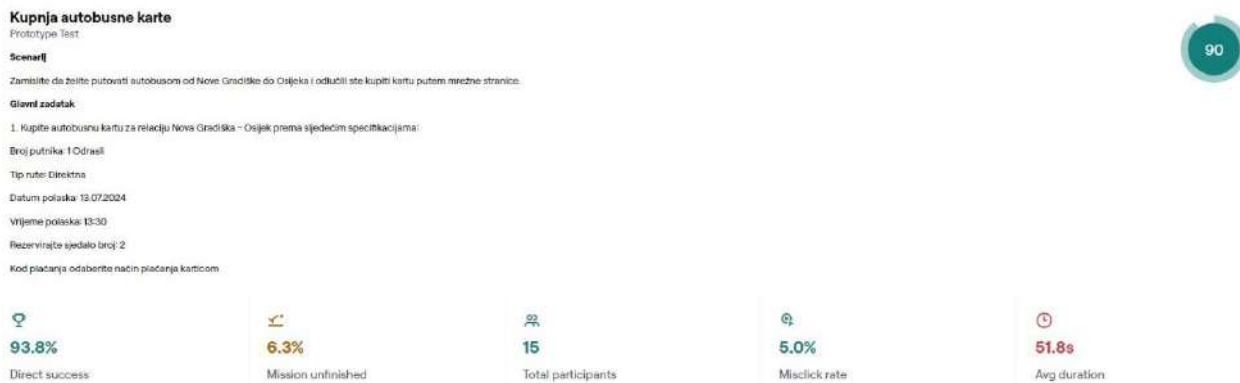 Kupnja autobusne karte
Prototype Test
90
Scenarij
Zamislite da želite putovati autobusom od Nove Gradiške do Osijeka i odlučili ste kupiti kartu putem mrežne stranice.
Glavni zadatak
1. Kupite autobusnu kartu za relaciju Nova Gradiška - Osijek prema sljedećim specifikacijama:
Broj putnika: 1 Odrasli
Tip rute: Direktna
Datum polaska: 13.07.2024
Vrijeme polaska: 13:30
Rezervirajte sjedalo broj: 2
Kod plaćanja odaberite način plaćanja karticom
93.8%
Direct success
6.3%
Mission unfinished
15
Total participants
5.0%
Misclick rate
51.8s
Avg duration